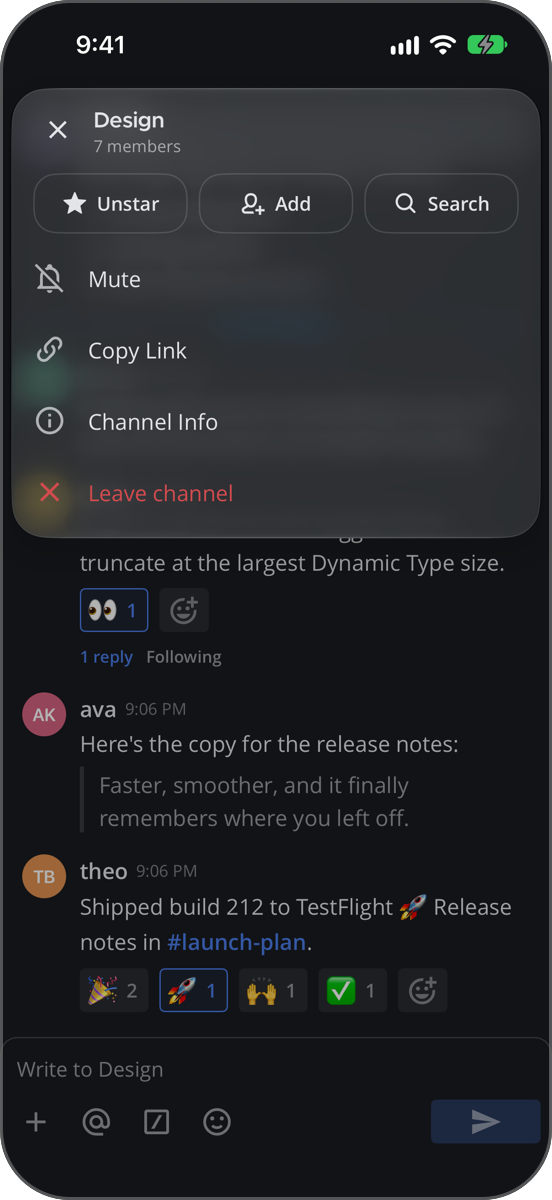 9:41
Design
7 members
Unstar
Add
Search
Mute
Copy Link
Channel Info
Leave channel
truncate at the largest Dynamic Type size.
👀 1
1 reply Following
AK
ava 9:06 PM
Here's the copy for the release notes:
Faster, smoother, and it finally
remembers where you left off.
TB
theo 9:06 PM
Shipped build 212 to TestFlight 🚀 Release
notes in #launch-plan.
🎉 2 🚀 1 🙌 1 ✅ 1
Write to Design